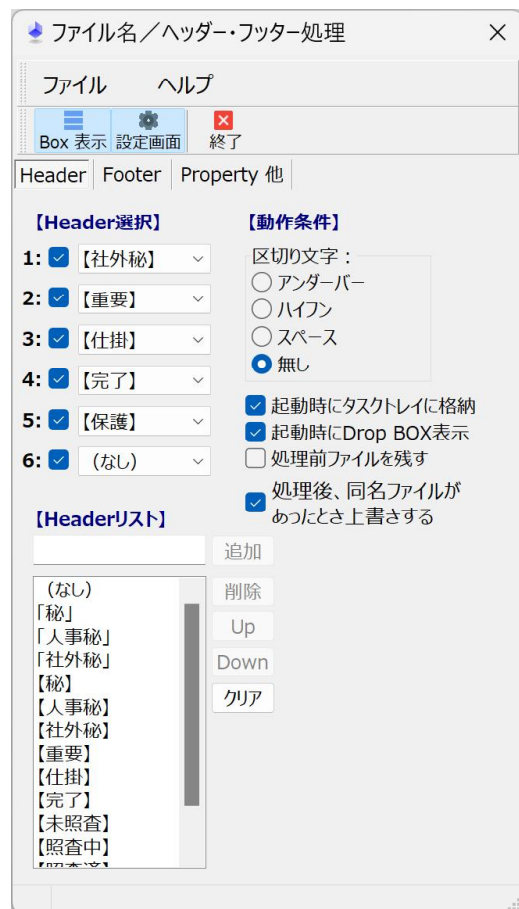 ファイル名／ヘッダー・フッター処理
ファイル ヘルプ
Box 表示 設定画面 終了
Header Footer Property 他
【Header選択】
1: 【社外秘】
2: 【重要】
3: 【仕掛】
4: 【完了】
5: 【保護】
6: （なし）
【動作条件】
区切り文字：
アンダーバー
ハイフン
スペース
無し
起動時にタスクトレイに格納
起動時にDrop BOX表示
処理前ファイルを残す
処理後、同名ファイルが
あったとき上書きする
【Headerリスト】
追加
削除
Up
Down
クリア
（なし）
「秘」
「人事秘」
「社外秘」
【秘】
【人事秘】
【社外秘】
【重要】
【仕掛】
【完了】
【未照査】
【照査中】